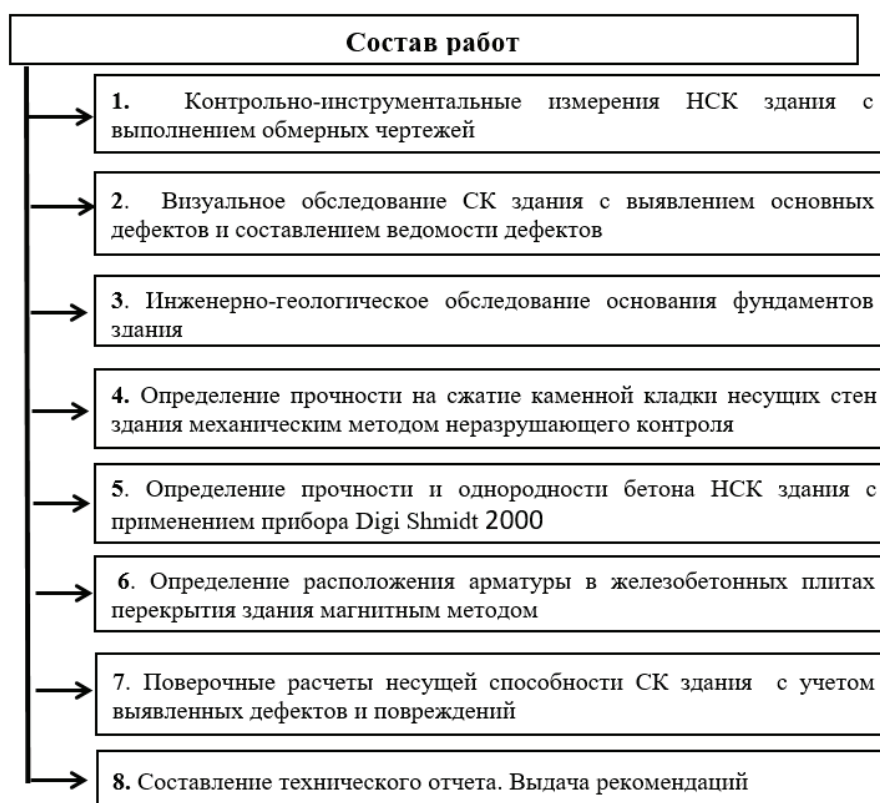 Состав работ
1. Контрольно-инструментальные измерения НСК здания с
выполнением обмерных чертежей
2. Визуальное обследование СК здания с выявлением основных
дефектов и составлением ведомости дефектов
3. Инженерно-геологическое обследование основания фундаментов
здания
4. Определение прочности на сжатие каменной кладки несущих стен
здания механическим методом неразрушающего контроля
5. Определение прочности и однородности бетона НСК здания с
применением прибора Digi Shmidt 2000
6. Определение расположения арматуры в железобетонных плитах
перекрытия здания магнитным методом
7. Поверочные расчеты несущей способности СК здания с учетом
выявленных дефектов и повреждений
8. Составление технического отчета. Выдача рекомендаций